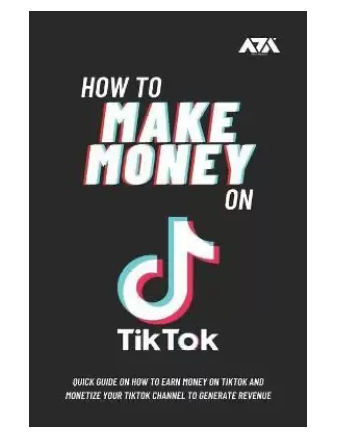 HOW TO
MAKE
MONEY
ON
TikTok
QUICK GUIDE ON HOW TO EARN MONEY ON TIKTOK AND
MONETIZE YOUR TIKTOK CHANNEL TO GENERATE REVENUE